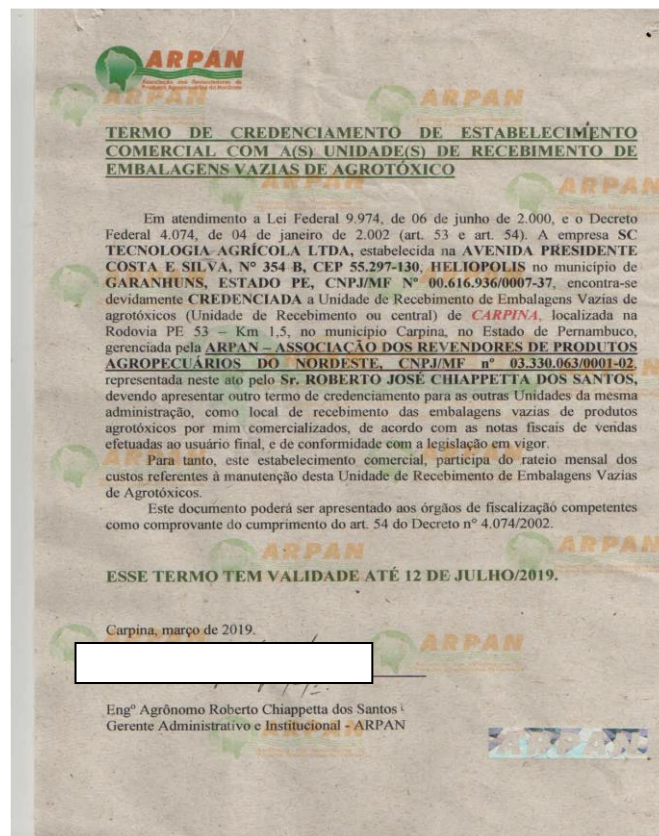 ARPAN
Associação dos Revendedores de
Produtos Agropecuários do Nordeste
TERMO DE CREDENCIAMENTO DE ESTABELECIMENTO
COMERCIAL COM A(S) UNIDADE(S) DE RECEBIMENTO DE
EMBALAGENS VAZIAS DE AGROTÓXICO
Em atendimento a Lei Federal 9.974, de 06 de junho de 2.000, e o Decreto
Federal 4.074, de 04 de janeiro de 2.002 (art. 53 e art. 54). A empresa SC
TECNOLOGIA AGRÍCOLA LTDA, estabelecida na AVENIDA PRESIDENTE
COSTA E SILVA, Nº 354 B, CEP 55.297-130, HELIOPOLIS no município de
GARANHUNS, ESTADO PE, CNPJ/MF Nº 00.616.936/0007-37, encontra-se
devidamente CREDENCIADA a Unidade de Recebimento de Embalagens Vazias de
agrotóxicos (Unidade de Recebimento ou central) de CARPINA, localizada na
Rodovia PE 53 – Km 1,5, no município Carpina, no Estado de Pernambuco,
gerenciada pela ARPAN – ASSOCIAÇÃO DOS REVENDORES DE PRODUTOS
AGROPECUÁRIOS DO NORDESTE, CNPJ/MF nº 03.330.063/0001-02,
representada neste ato pelo Sr. ROBERTO JOSÉ CHIAPPETTA DOS SANTOS,
devendo apresentar outro termo de credenciamento para as outras Unidades da mesma
administração, como local de recebimento das embalagens vazias de produtos
agrotóxicos por mim comercializados, de acordo com as notas fiscais de vendas
efetuadas ao usuário final, e de conformidade com a legislação em vigor.
Para tanto, este estabelecimento comercial, participa do rateio mensal dos
custos referentes à manutenção desta Unidade de Recebimento de Embalagens Vazias
de Agrotóxicos.
Este documento poderá ser apresentado aos órgãos de fiscalização competentes
como comprovante do cumprimento do art. 54 do Decreto nº 4.074/2002.
ESSE TERMO TEM VALIDADE ATÉ 12 DE JULHO/2019.
Carpina, março de 2019.
Engº Agrônomo Roberto Chiappetta dos Santos
Gerente Administrativo e Institucional - ARPAN
ARPAN